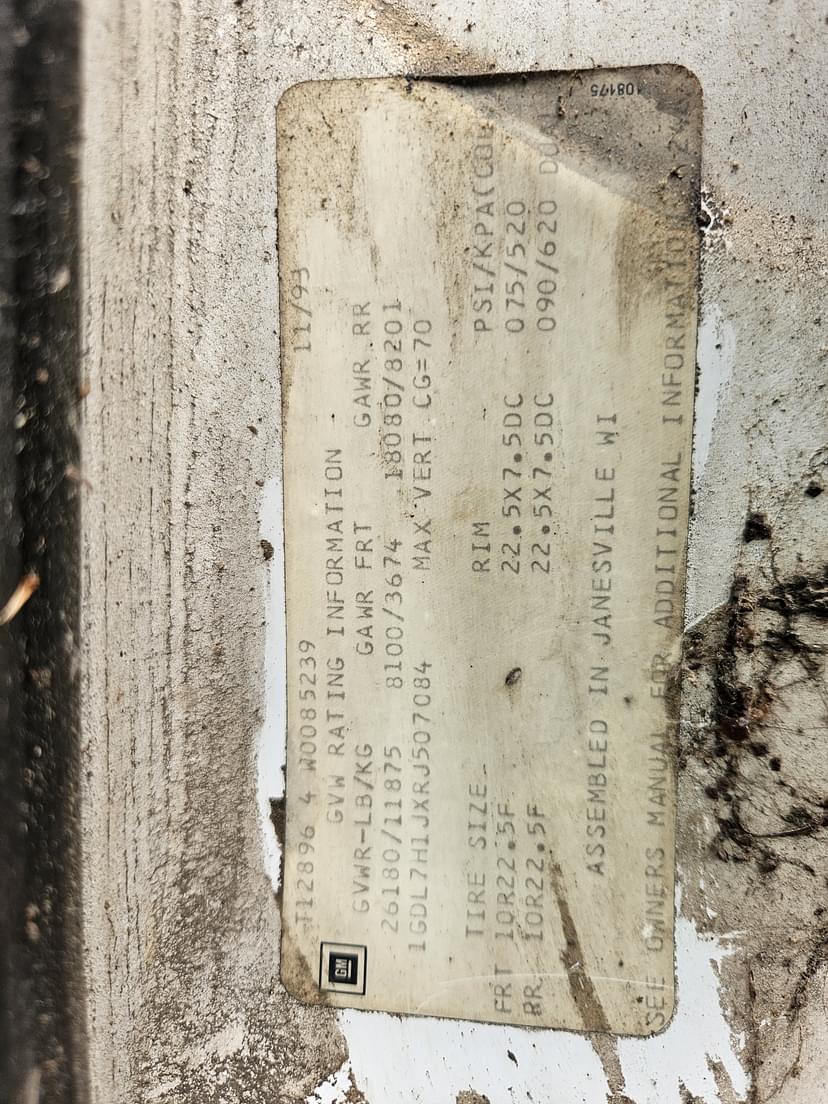 GM
T12896 4 W0085239 11/93
GVW RATING INFORMATION
GVWR-LB/KG GAWR FRT GAWR RR
26180/11875 8100/3674 18080/8201
1GDL7H1JXRJ507084 MAX VERT CG=70
TIRE SIZE RIM PSI/KPA(COLD
FRT 10R22.5F 22.5X7.5DC 075/520
RR 10R22.5F 22.5X7.5DC 090/620
ASSEMBLED IN JANESVILLE WI
SEE OWNERS MANUAL FOR ADDITIONAL INFORMATION
108175